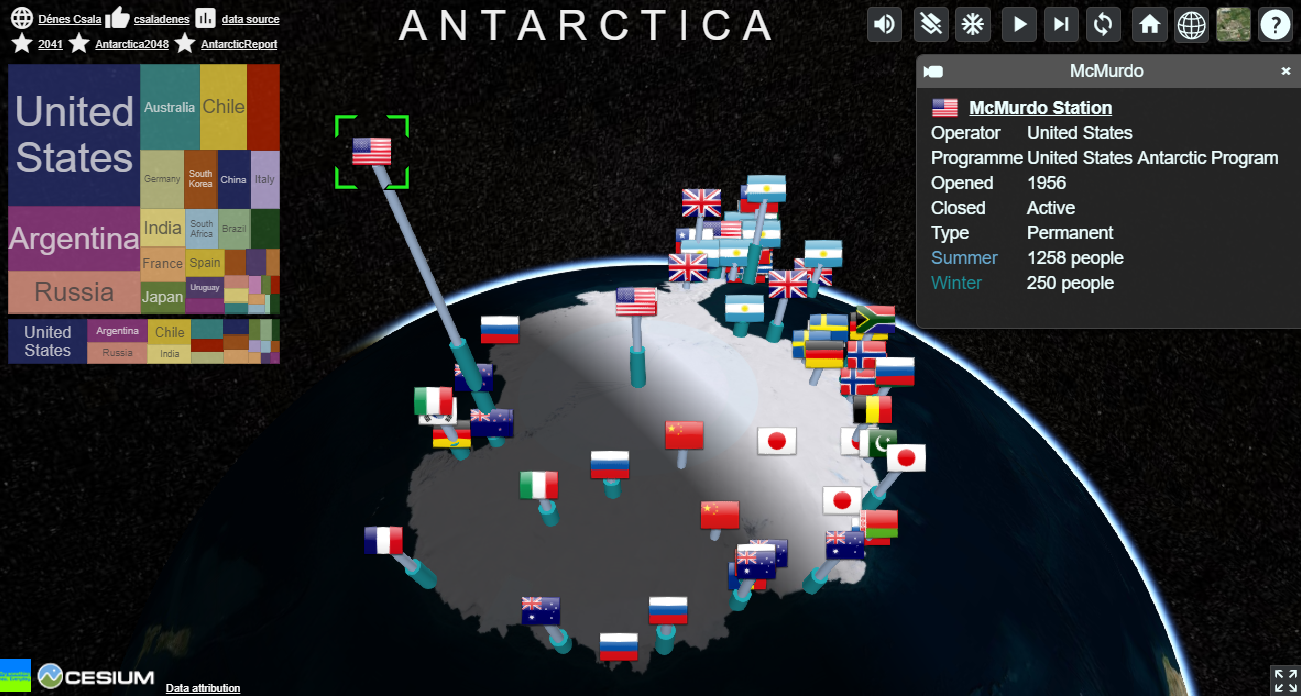 Dénes Csala csaladenes data source
2041 Antarctica2048 AntarcticReport
ANTARCTICA
?
McMurdo
McMurdo Station
Operator United States
Programme United States Antarctic Program
Opened 1956
Closed Active
Type Permanent
Summer 1258 people
Winter 250 people
United States
Australia
Chile
Germany
South Korea
China
Italy
Argentina
India
South Africa
Brazil
Russia
France
Spain
Japan
Uruguay
United States
Argentina
Chile
Russia
India
CESIUM
Data attribution